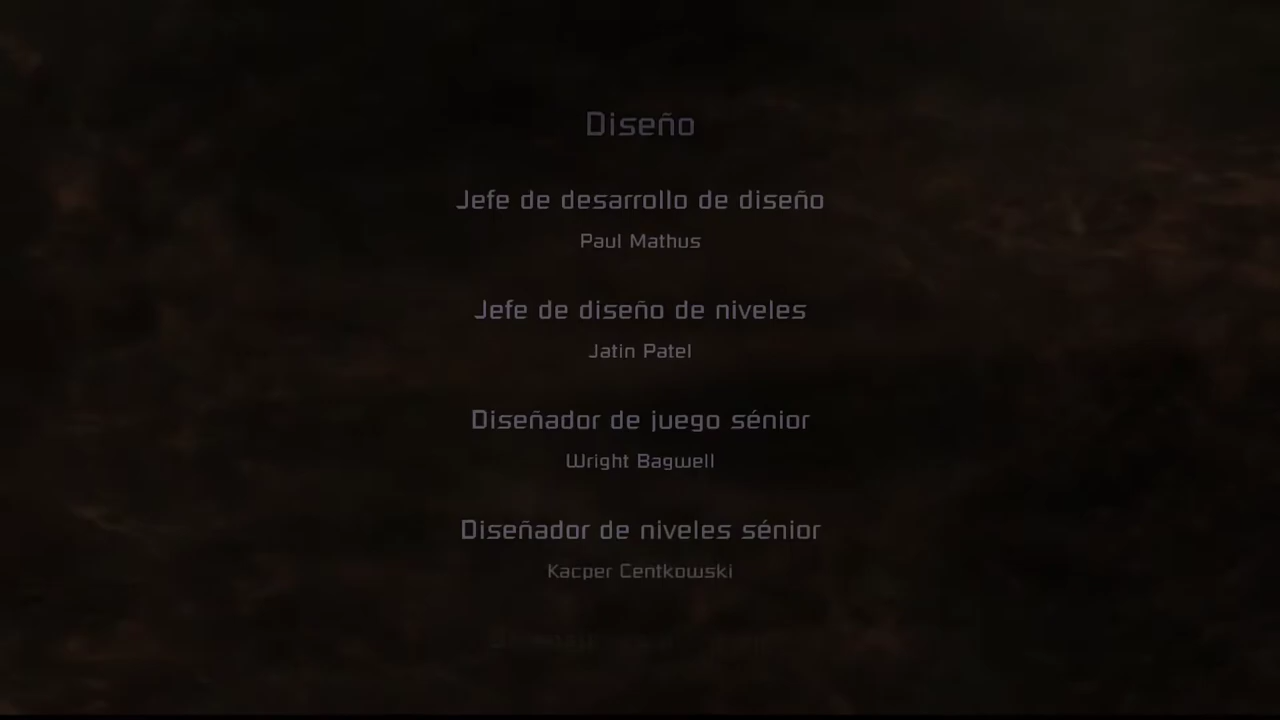 Diseño
Jefe de desarrollo de diseño
Paul Mathus
Jefe de diseño de niveles
Jatin Patel
Diseñador de juego sénior
Wright Bagwell
Diseñador de niveles sénior
Kacper Centkowski